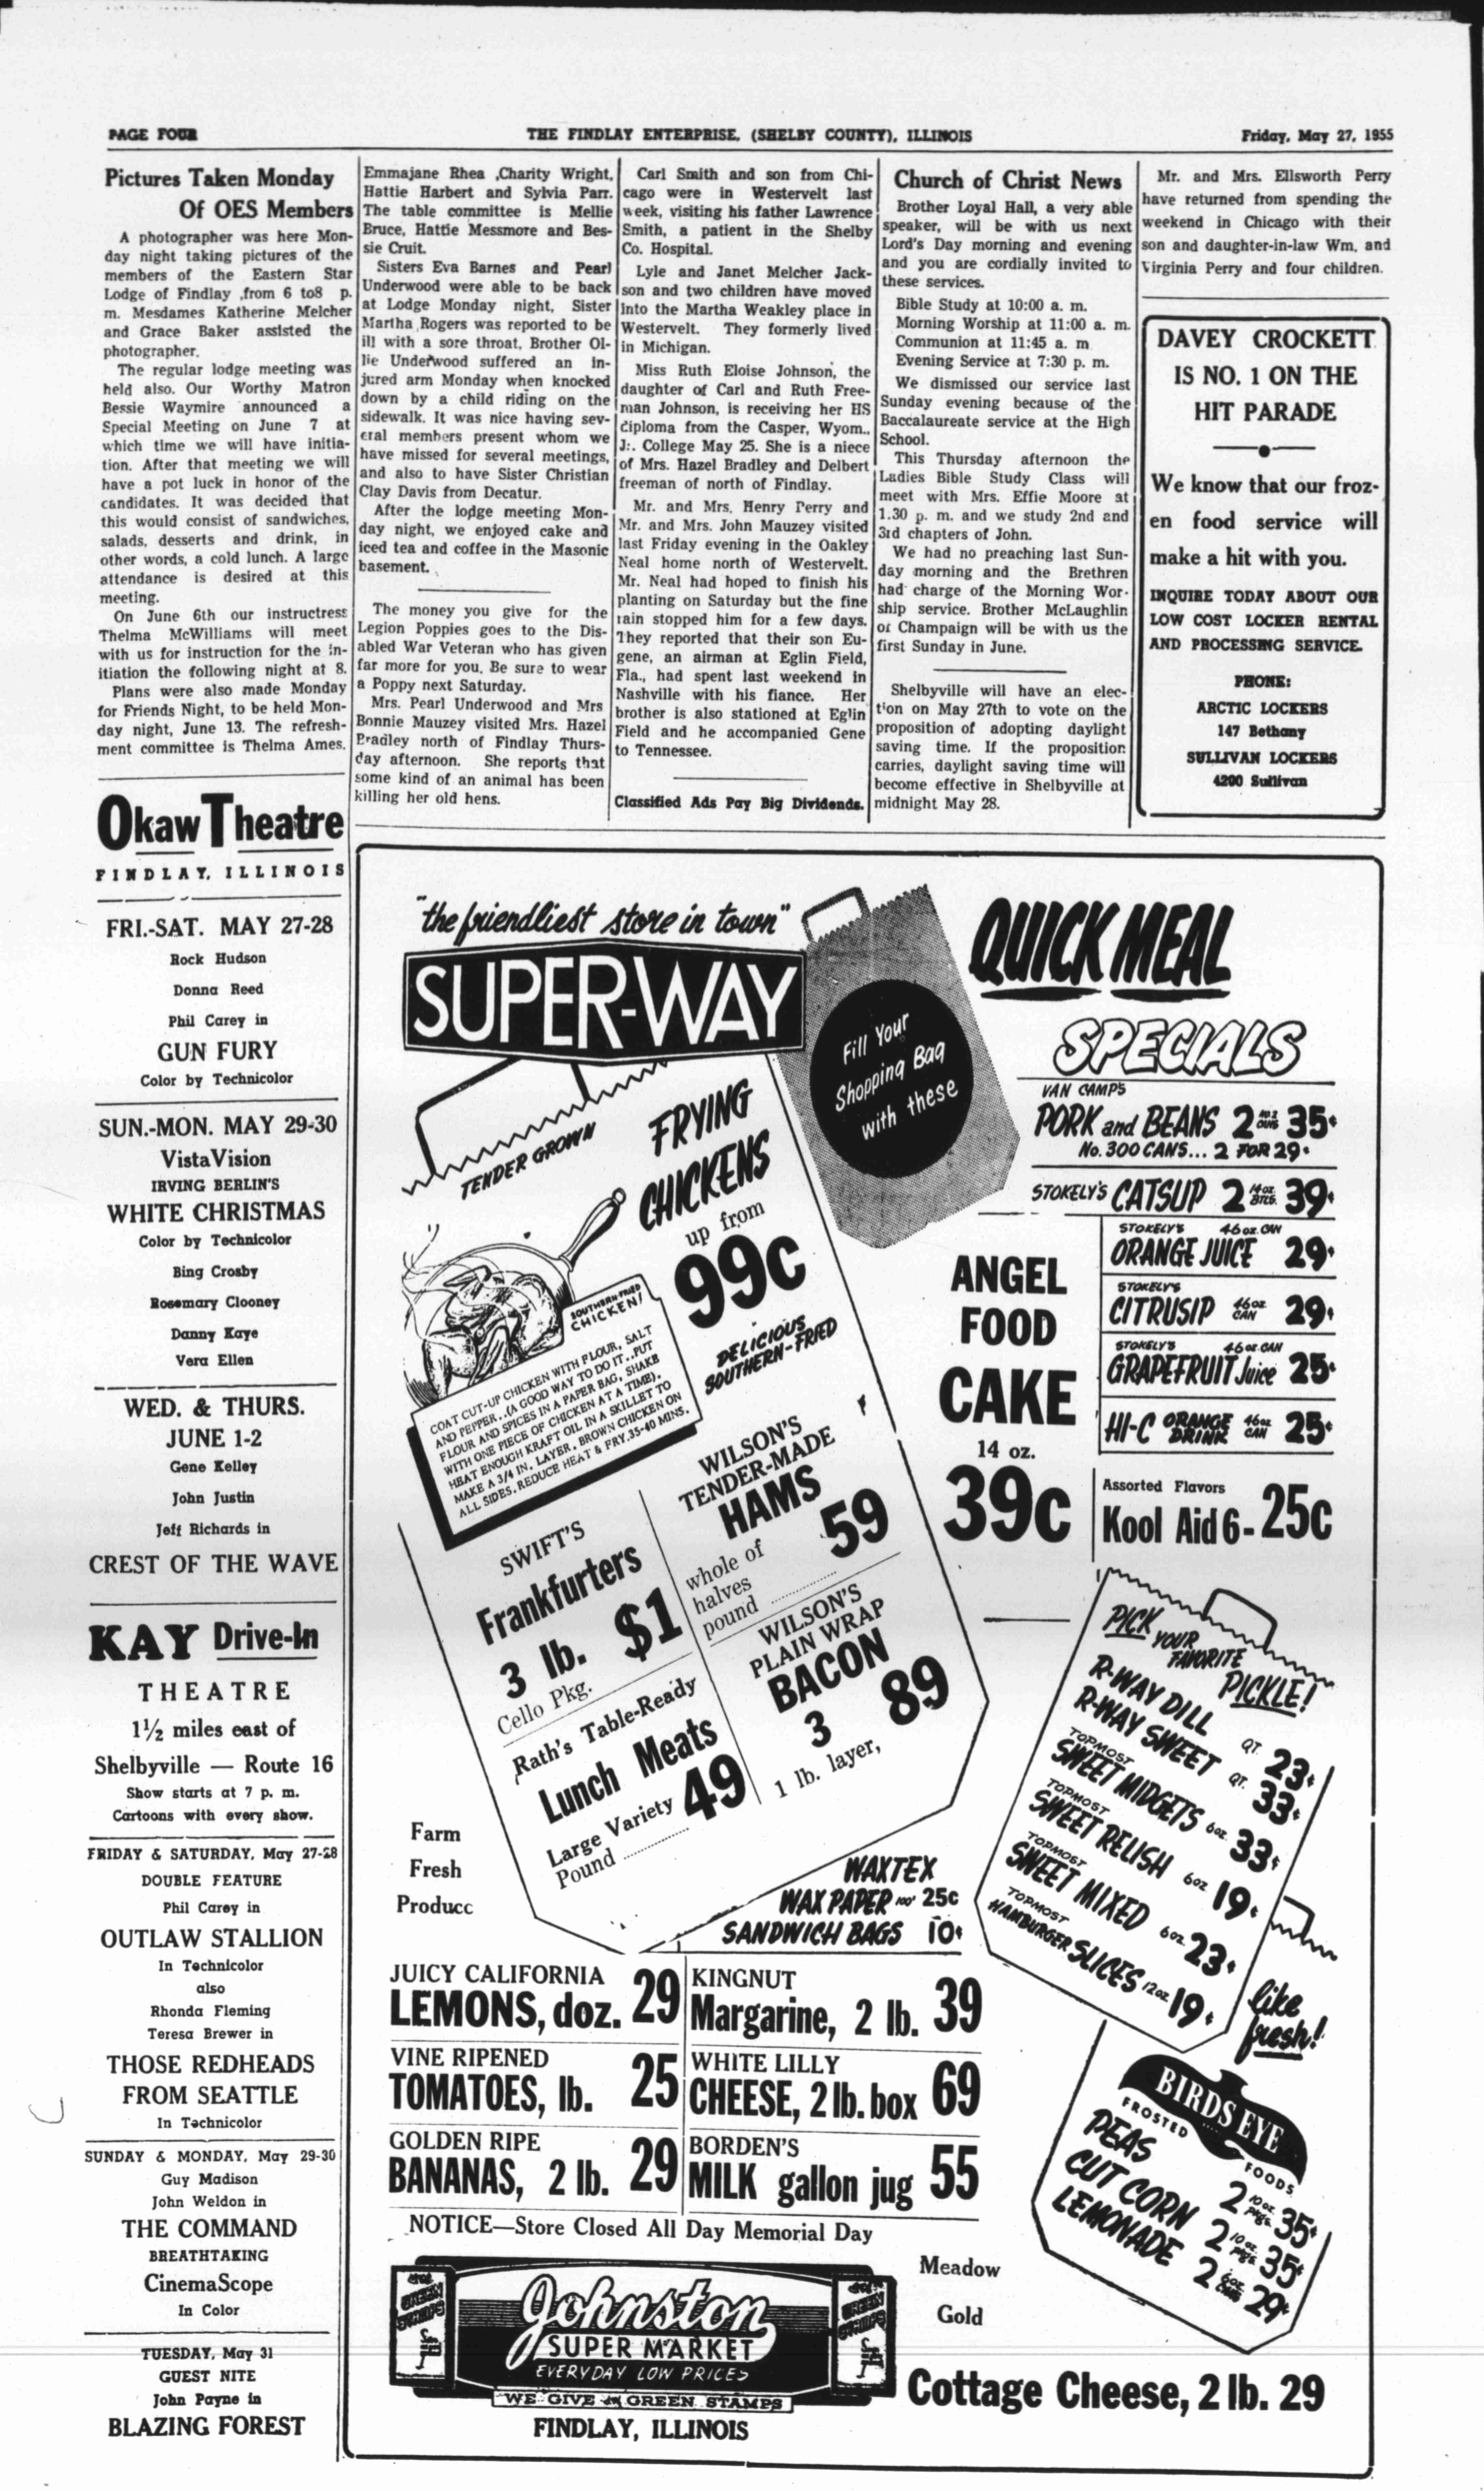 PAGE FOUR
THE FINDLAY ENTERPRISE, (SHELBY COUNTY), ILLINOIS
Friday, May 27, 1955
Pictures Taken Monday
Of OES Members
A photographer was here Mon-
day night taking pictures of the
members of the Eastern Star
Lodge of Findlay ,from 6 to8 p.
m. Mesdames Katherine Melcher
and Grace Baker assisted the
photographer.
The regular lodge meeting was
held also. Our Worthy Matron
Bessie Waymire announced a
Special Meeting on June 7 at
which time we will have initia-
tion. After that meeting we will
have a pot luck in honor of the
candidates. It was decided that
this would consist of sandwiches,
salads, desserts and drink, in
other words, a cold lunch. A large
attendance is desired at this
meeting.
On June 6th our instructress
Thelma McWilliams will meet
with us for instruction for the in-
itiation the following night at 8.
Plans were also made Monday
for Friends Night, to be held Mon-
day night, June 13. The refresh-
ment committee is Thelma Ames,
Emmajane Rhea ,Charity Wright,
Hattie Harbert and Sylvia Parr.
The table committee is Mellie
Bruce, Hattie Messmore and Bes-
sie Cruit.
Sisters Eva Barnes and Pearl
Underwood were able to be back
at Lodge Monday night, Sister
Martha Rogers was reported to be
ill with a sore throat, Brother Ol-
lie Underwood suffered an in-
jured arm Monday when knocked
down by a child riding on the
sidewalk. It was nice having sev-
eral members present whom we
have missed for several meetings,
and also to have Sister Christian
Clay Davis from Decatur.
After the lodge meeting Mon-
day night, we enjoyed cake and
iced tea and coffee in the Masonic
basement.
The money you give for the
Legion Poppies goes to the Dis-
abled War Veteran who has given
far more for you. Be sure to wear
a Poppy next Saturday.
Mrs. Pearl Underwood and Mrs
Bonnie Mauzey visited Mrs. Hazel
Bradley north of Findlay Thurs-
day afternoon. She reports that
some kind of an animal has been
killing her old hens.
Carl Smith and son from Chi-
cago were in Westervelt last
week, visiting his father Lawrence
Smith, a patient in the Shelby
Co. Hospital.
Lyle and Janet Melcher Jack-
son and two children have moved
into the Martha Weakley place in
Westervelt. They formerly lived
in Michigan.
Miss Ruth Eloise Johnson, the
daughter of Carl and Ruth Free-
man Johnson, is receiving her HS
diploma from the Casper, Wyom.,
J:. College May 25. She is a niece
of Mrs. Hazel Bradley and Delbert
freeman of north of Findlay.
Mr. and Mrs. Henry Perry and
Mr. and Mrs. John Mauzey visited
last Friday evening in the Oakley
Neal home north of Westervelt.
Mr. Neal had hoped to finish his
planting on Saturday but the fine
rain stopped him for a few days.
They reported that their son Eu-
gene, an airman at Eglin Field,
Fla., had spent last weekend in
Nashville with his fiance. Her
brother is also stationed at Eglin
Field and he accompanied Gene
to Tennessee.
Classified Ads Pay Big Dividends.
Church of Christ News
Brother Loyal Hall, a very able
speaker, will be with us next
Lord's Day morning and evening
and you are cordially invited to
these services.
Bible Study at 10:00 a. m.
Morning Worship at 11:00 a. m.
Communion at 11:45 a. m
Evening Service at 7:30 p. m.
We dismissed our service last
Sunday evening because of the
Baccalaureate service at the High
School.
This Thursday afternoon the
Ladies Bible Study Class will
meet with Mrs. Effie Moore at
1.30 p. m. and we study 2nd and
3rd chapters of John.
We had no preaching last Sun-
day morning and the Brethren
had charge of the Morning Wor-
ship service. Brother McLaughlin
of Champaign will be with us the
first Sunday in June.
Shelbyville will have an elec-
tion on May 27th to vote on the
proposition of adopting daylight
saving time. If the proposition
carries, daylight saving time will
become effective in Shelbyville at
midnight May 28.
Mr. and Mrs. Ellsworth Perry
have returned from spending the
weekend in Chicago with their
son and daughter-in-law Wm. and
Virginia Perry and four children.
DAVEY CROCKETT
IS NO. 1 ON THE
HIT PARADE
We know that our froz-
en food service will
make a hit with you.
INQUIRE TODAY ABOUT OUR
LOW COST LOCKER RENTAL
AND PROCESSING SERVICE.
PHONE:
ARCTIC LOCKERS
147 Bethany
SULLIVAN LOCKERS
4200 Sullivan
Okaw Theatre
FINDLAY, ILLINOIS
FRI.-SAT. MAY 27-28
Rock Hudson
Donna Reed
Phil Carey in
GUN FURY
Color by Technicolor
SUN.-MON. MAY 29-30
VistaVision
IRVING BERLIN'S
WHITE CHRISTMAS
Color by Technicolor
Bing Crosby
Rosemary Clooney
Danny Kaye
Vera Ellen
WED. & THURS.
JUNE 1-2
Gene Kelley
John Justin
Jeff Richards in
CREST OF THE WAVE
KAY Drive-In
THEATRE
1½ miles east of
Shelbyville — Route 16
Show starts at 7 p. m.
Cartoons with every show.
FRIDAY & SATURDAY, May 27-28
DOUBLE FEATURE
Phil Carey in
OUTLAW STALLION
In Technicolor
also
Rhonda Fleming
Teresa Brewer in
THOSE REDHEADS
FROM SEATTLE
In Technicolor
SUNDAY & MONDAY, May 29-30
Guy Madison
John Weldon in
THE COMMAND
BREATHTAKING
CinemaScope
In Color
TUESDAY, May 31
GUEST NITE
John Payne in
BLAZING FOREST
"the friendliest store in town"
SUPER-WAY
Fill Your
Shopping Bag
with these
QUICK MEAL
SPECIALS
VAN CAMP'S
PORK and BEANS 2 NO. 2 CANS 35¢
No. 300 CANS... 2 FOR 29¢
STOKELY'S CATSUP 2 14 oz. BTLS. 39¢
STOKELY'S 46 oz. CAN
ORANGE JUICE 29¢
STOKELY'S
CITRUSIP 46 oz. CAN 29¢
STOKELY'S 46 oz. CAN
GRAPEFRUIT Juice 25¢
HI-C ORANGE DRINK 46 oz. CAN 25¢
Assorted Flavors
Kool Aid 6-25c
ANGEL
FOOD
CAKE
14 oz.
39c
TENDER GROWN
FRYING
CHICKENS
up from
99c
DELICIOUS
SOUTHERN-FRIED
SOUTHERN-FRIED
CHICKEN!
COAT CUT-UP CHICKEN WITH FLOUR, SALT
AND PEPPER...(A GOOD WAY TO DO IT..PUT
FLOUR AND SPICES IN A PAPER BAG, SHAKE
WITH ONE PIECE OF CHICKEN AT A TIME).
HEAT ENOUGH KRAFT OIL IN A SKILLET TO
MAKE A 3/4 IN. LAYER. BROWN CHICKEN ON
ALL SIDES. REDUCE HEAT & FRY.35-40 MINS.
WILSON'S
TENDER-MADE
HAMS
whole of
halves
pound 59
SWIFT'S
Frankfurters
3 lb. $1
Cello Pkg.
WILSON'S
PLAIN WRAP
BACON
3 89
1 lb. layer,
Rath's Table-Ready
Lunch Meats
Large Variety 49
Pound
Farm
Fresh
Produce
WAXTEX
WAX PAPER 100' 25c
SANDWICH BAGS 10¢
PICK YOUR
FAVORITE
PICKLE!
R-WAY DILL QT. 23¢
R-WAY SWEET QT. 33¢
TOPMOST
SWEET MIDGETS 6 oz. 33¢
TOPMOST
SWEET RELISH 6 oz 19¢
TOPMOST
SWEET MIXED 6 oz. 23¢
TOPMOST
HAMBURGER SLICES 12 oz. 19¢
like
fresh!
BIRDS EYE
FROSTED FOODS
PEAS 2 10 oz. pkgs. 35¢
CUT CORN 2 10 oz. pgs. 35¢
LEMONADE 2 6 oz. 29¢
JUICY CALIFORNIA
LEMONS, doz. 29
VINE RIPENED
TOMATOES, lb. 25
GOLDEN RIPE
BANANAS, 2 lb. 29
KINGNUT
Margarine, 2 lb. 39
WHITE LILLY
CHEESE, 2 lb. box 69
BORDEN'S
MILK gallon jug 55
NOTICE—Store Closed All Day Memorial Day
Johnston
SUPER MARKET
EVERYDAY LOW PRICES
WE GIVE GREEN STAMPS
GREEN STAMPS
GREEN STAMPS
FINDLAY, ILLINOIS
Meadow
Gold
Cottage Cheese, 2 lb. 29